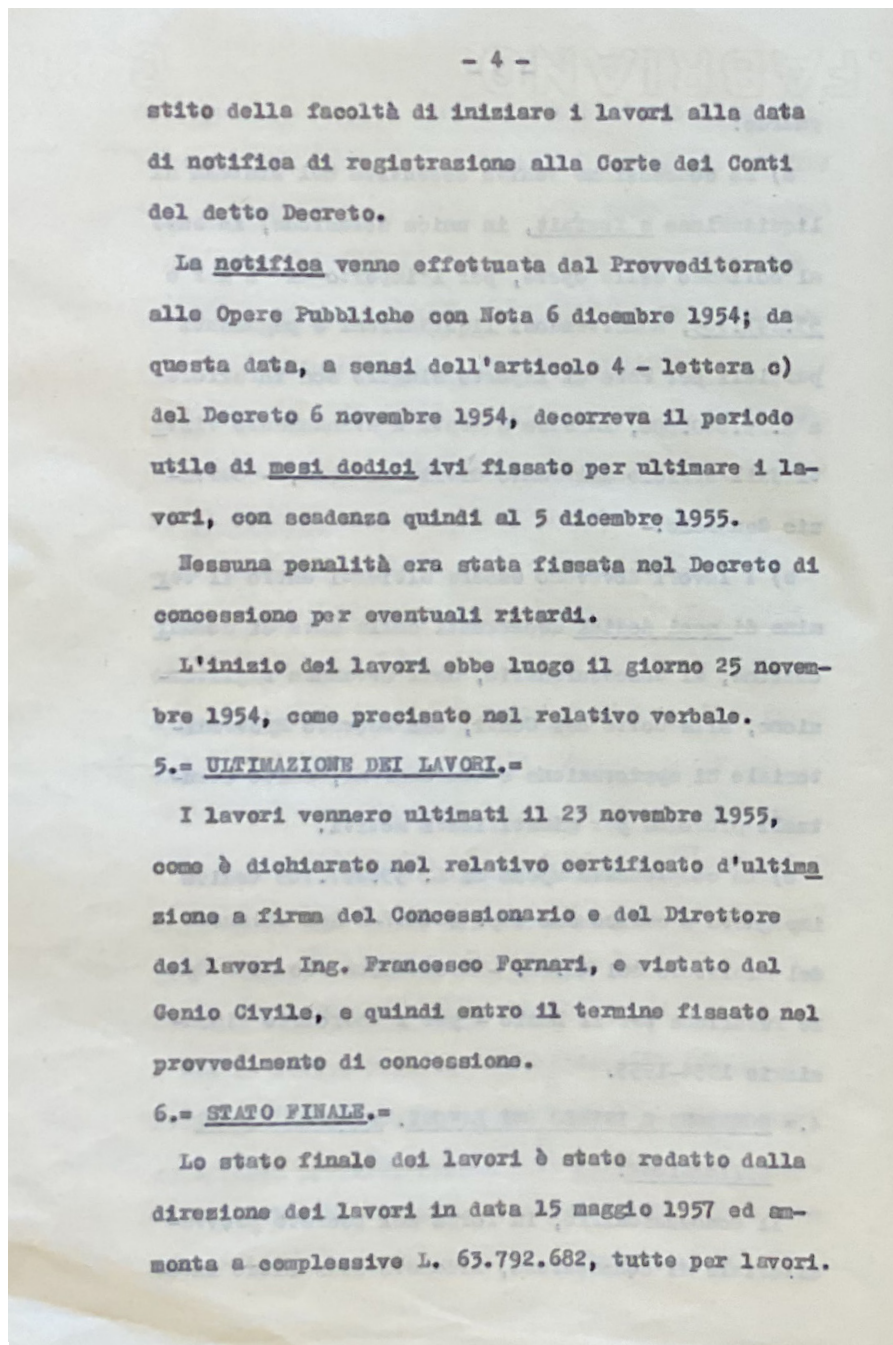 - 4 -
stito della facoltà di iniziare i lavori alla data
di notifica di registrazione alla Corte dei Conti
del detto Decreto.
La notifica venne effettuata dal Provveditorato
alle Opere Pubbliche con Nota 6 dicembre 1954; da
questa data, a sensi dell'articolo 4 - lettera c)
del Decreto 6 novembre 1954, decorreva il periodo
utile di mesi dodici ivi fissato per ultimare i la-
vori, con scadenza quindi al 5 dicembre 1955.
Nessuna penalità era stata fissata nel Decreto di
concessione per eventuali ritardi.
L'inizio dei lavori ebbe luogo il giorno 25 novem-
bre 1954, come precisato nel relativo verbale.
5.= ULTIMAZIONE DEI LAVORI.=
I lavori vennero ultimati il 23 novembre 1955,
come è dichiarato nel relativo certificato d'ultima
zione a firma del Concessionario e del Direttore
dei lavori Ing. Francesco Fornari, e vistato dal
Genio Civile, e quindi entro il termine fissato nel
provvedimento di concessione.
6.= STATO FINALE.=
Lo stato finale dei lavori è stato redatto dalla
direzione dei lavori in data 15 maggio 1957 ed am-
monta a complessive L. 63.792.682, tutte per lavori.